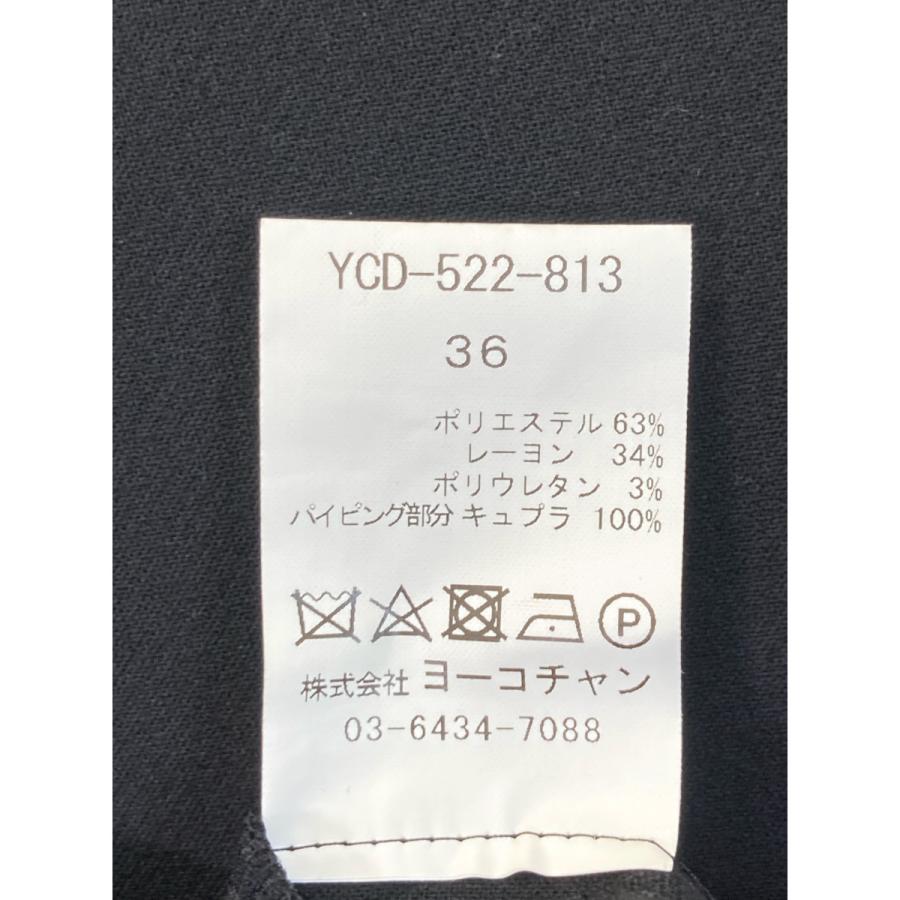 YCD-522-813
36
ポリエステル 63%
レーヨン 34%
ポリウレタン 3%
パイピング部分 キュプラ 100%
P
株式会社 ヨーコチャン
03-6434-7088